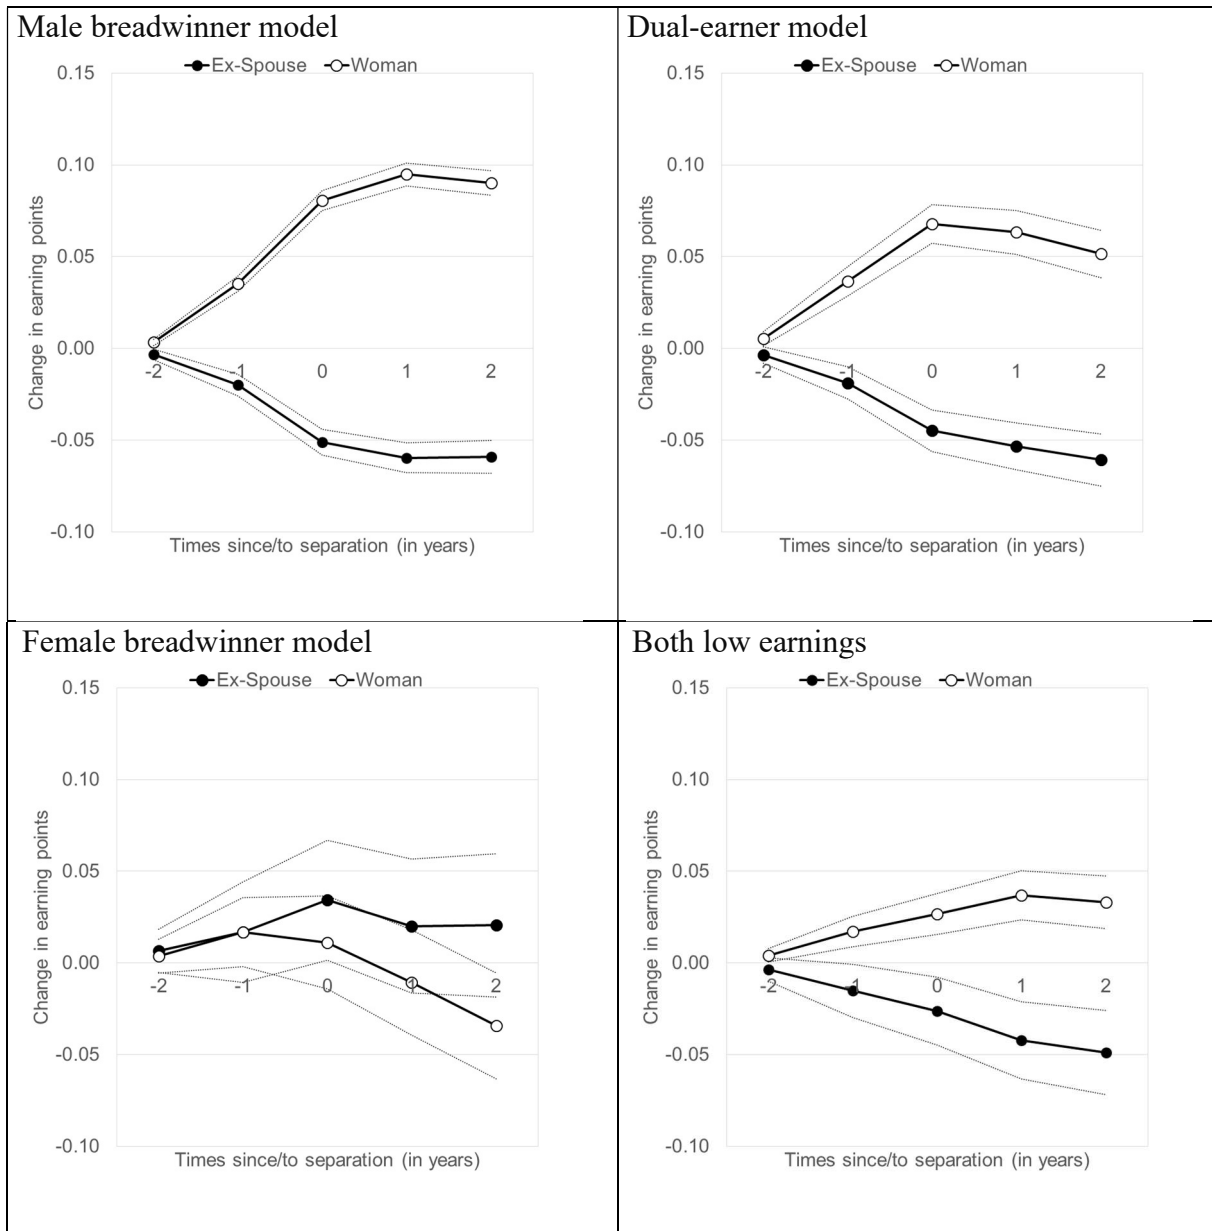 Male breadwinner model
Ex-Spouse Woman
0.15
0.10
0.05
0.00
-0.05
-0.10
Change in earning points
-2 -1 0 1 2
Times since/to separation (in years)
Dual-earner model
Ex-Spouse Woman
0.15
0.10
0.05
0.00
-0.05
-0.10
Change in earning points
-2 -1 0 1 2
Times since/to separation (in years)
Female breadwinner model
Ex-Spouse Woman
0.15
0.10
0.05
0.00
-0.05
-0.10
Change in earning points
-2 -1 0 1 2
Times since/to separation (in years)
Both low earnings
Ex-Spouse Woman
0.15
0.10
0.05
0.00
-0.05
-0.10
Change in earning points
-2 -1 0 1 2
Times since/to separation (in years)